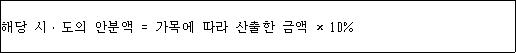 해당 시·도의 안분액 = 가목에 따라 산출한 금액 × 10%